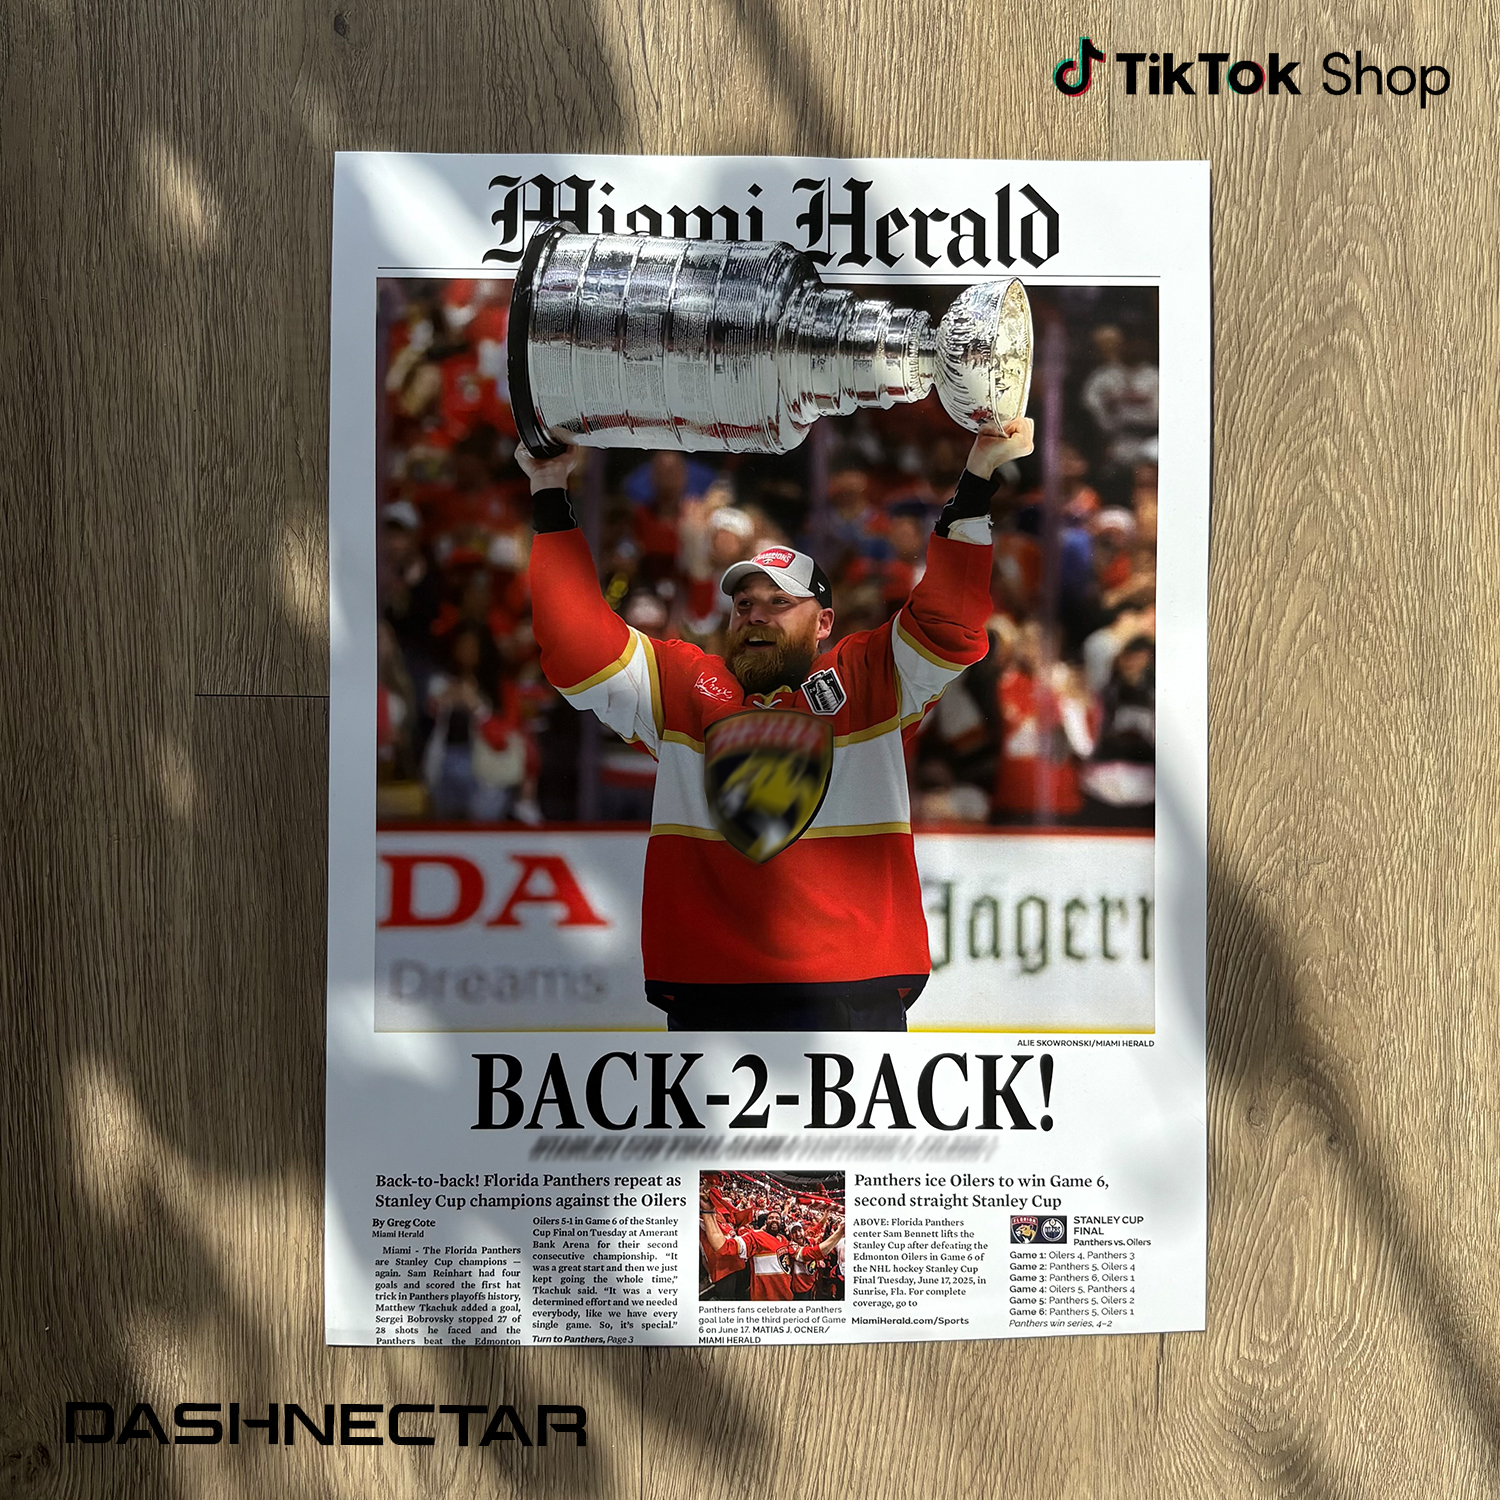 TikTok Shop
Miami Herald
CHAMPIONS
DA
Dreams
Jägerm
ALIE SKOWRONSKI/MIAMI HERALD
BACK-2-BACK!
Back-to-back! Florida Panthers repeat as
Stanley Cup champions against the Oilers
By Greg Cote
Miami Herald
Miami - The Florida Panthers
are Stanley Cup champions —
again. Sam Reinhart had four
goals and scored the first hat
trick in Panthers playoffs history,
Matthew Tkachuk added a goal,
Sergei Bobrovsky stopped 27 of
28 shots he faced and the
Panthers beat the Edmonton
Oilers 5-1 in Game 6 of the Stanley
Cup Final on Tuesday at Amerant
Bank Arena for their second
consecutive championship. “It
was a great start and then we just
kept going the whole time,”
Tkachuk said. “It was a very
determined effort and we needed
everybody, like we have every
single game. So, it’s special.”
Turn to Panthers, Page 3
Panthers fans celebrate a Panthers
goal late in the third period of Game
6 on June 17. MATIAS J. OCNER/
MIAMI HERALD
Panthers ice Oilers to win Game 6,
second straight Stanley Cup
ABOVE: Florida Panthers
center Sam Bennett lifts the
Stanley Cup after defeating the
Edmonton Oilers in Game 6 of
the NHL hockey Stanley Cup
Final Tuesday, June 17, 2025, in
Sunrise, Fla. For complete
coverage, go to
MiamiHerald.com/Sports
FLORIDA
STANLEY CUP
FINAL
Panthers vs. Oilers
Game 1: Oilers 4, Panthers 3
Game 2: Panthers 5, Oilers 4
Game 3: Panthers 6, Oilers 1
Game 4: Oilers 5, Panthers 4
Game 5: Panthers 5, Oilers 2
Game 6: Panthers 5, Oilers 1
Panthers win series, 4–2
DASHNECTAR